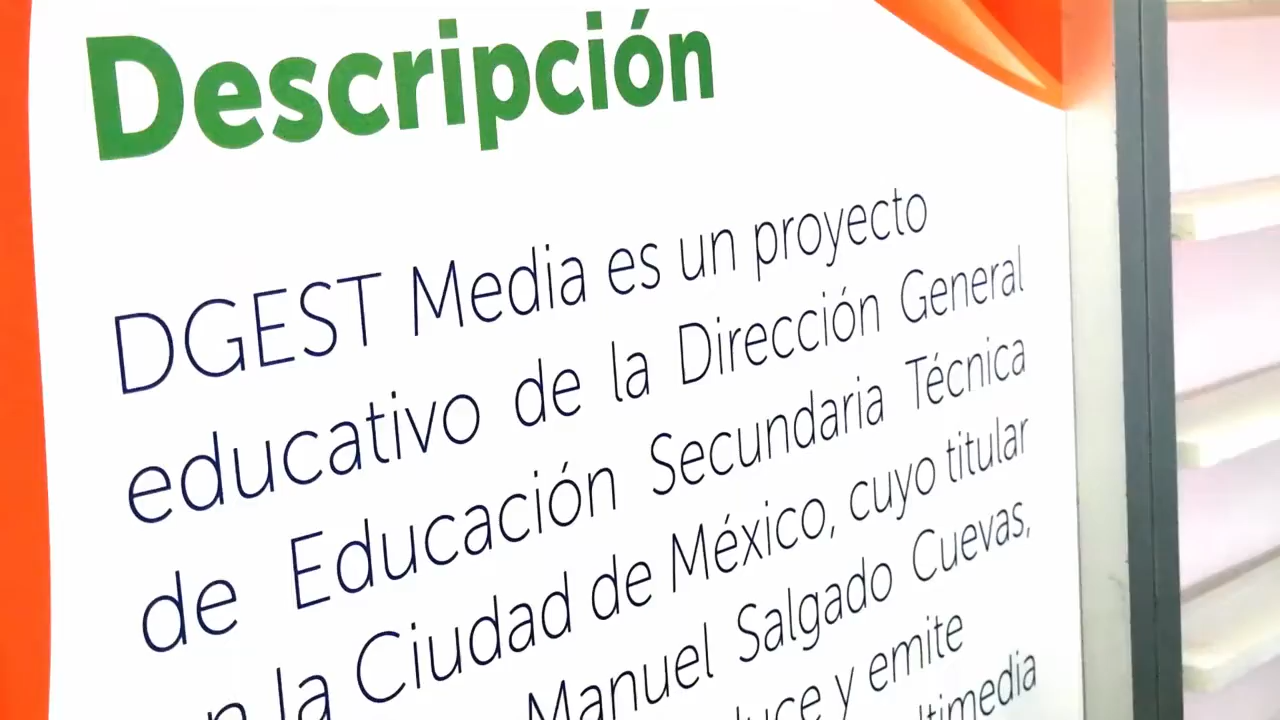 Descripción
DGEST Media es un proyecto
educativo de la Dirección General
de Educación Secundaria Técnica
la Ciudad de México, cuyo titular
Manuel Salgado Cuevas,
y emite